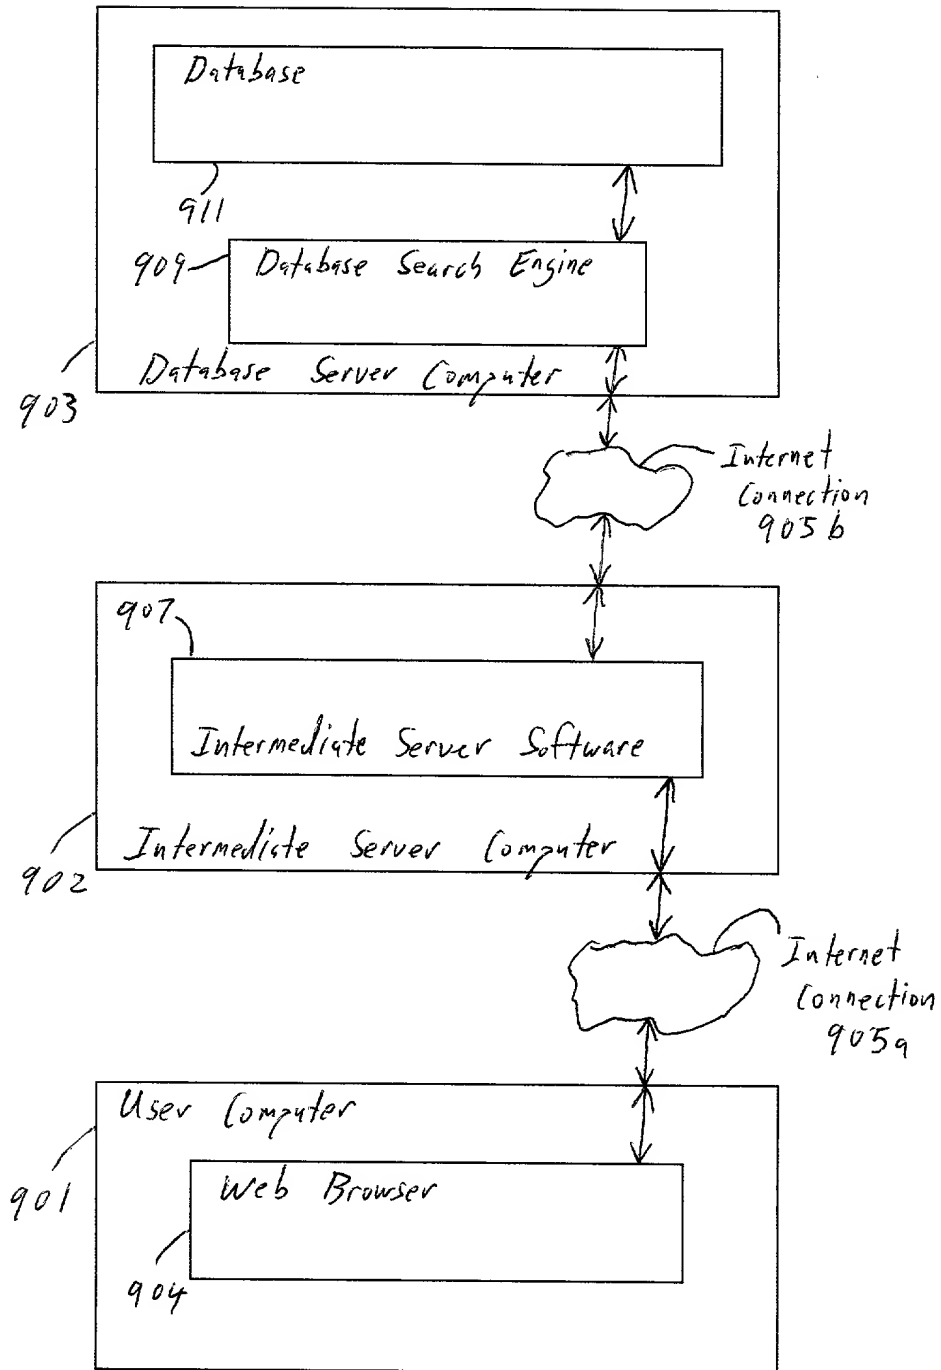 Database
911
909
Database Search Engine
Database Server Computer
903
Internet
Connection
905b
907
Intermediate Server Software
Intermediate Server Computer
902
Internet
Connection
905a
User Computer
901
Web Browser
904